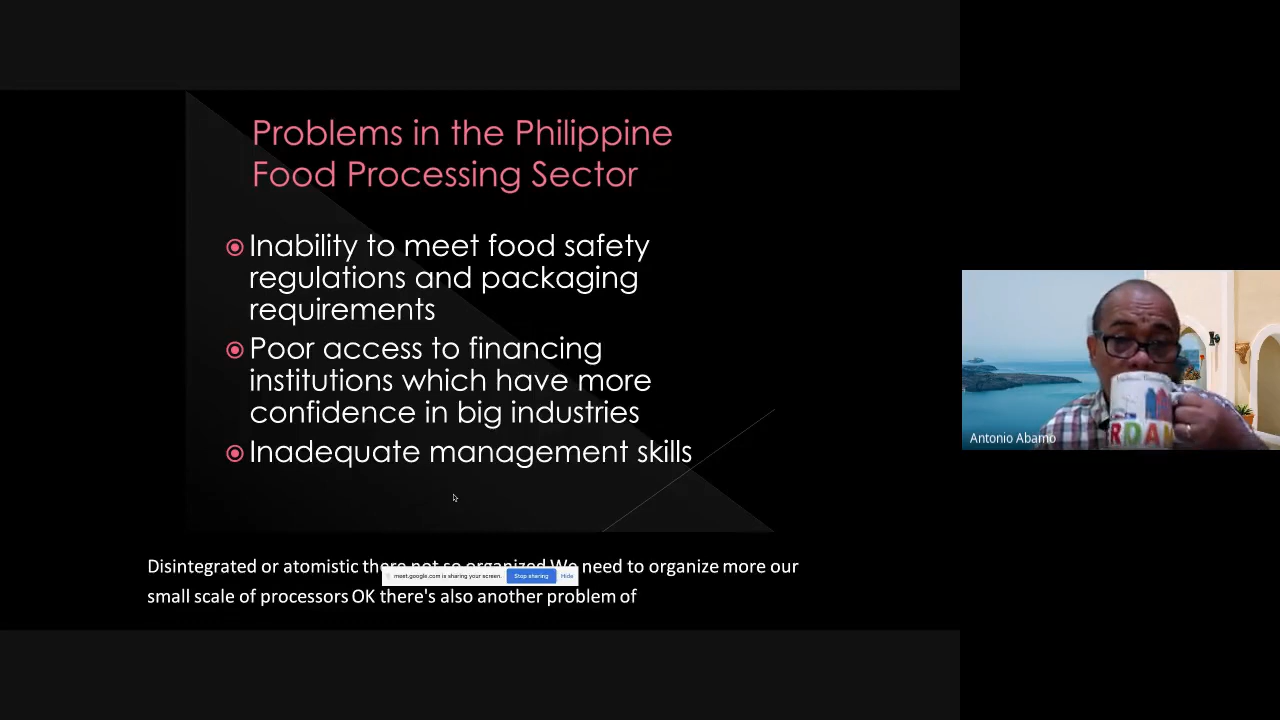 Problems in the Philippine
Food Processing Sector
Inability to meet food safety
regulations and packaging
requirements
Poor access to financing
institutions which have more
confidence in big industries
Inadequate management skills
Disintegrated or atomistic there not so organized We need to organize more our
meet.google.com is sharing your screen. Stop sharing Hide
small scale of processors OK there's also another problem of
Antonio Abamo